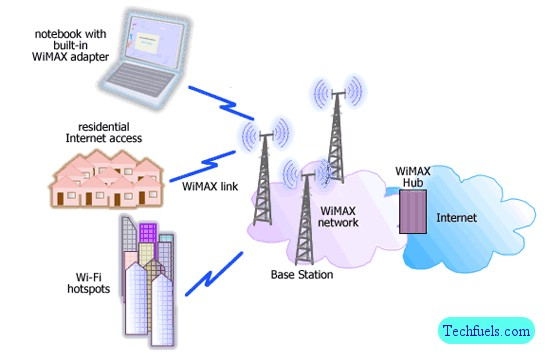 notebook with
built-in
WiMAX adapter
residential
Internet access
WiMAX link
WiMAX
Hub
WiMAX
network
Internet
Wi-Fi
hotspots
Base Station
Techfuels.com